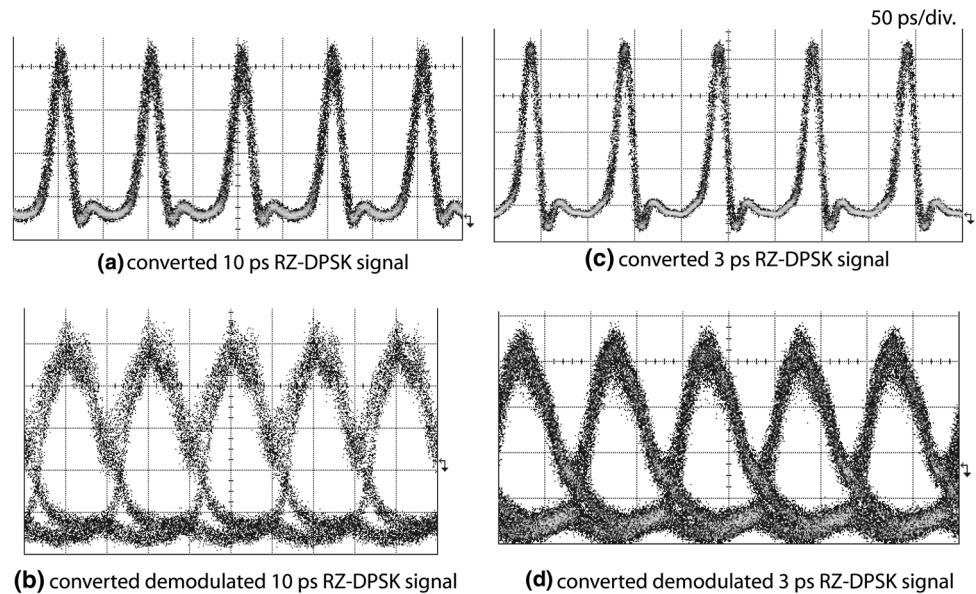 50 ps/div.
(a) converted 10 ps RZ-DPSK signal
(c) converted 3 ps RZ-DPSK signal
(b) converted demodulated 10 ps RZ-DPSK signal
(d) converted demodulated 3 ps RZ-DPSK signal